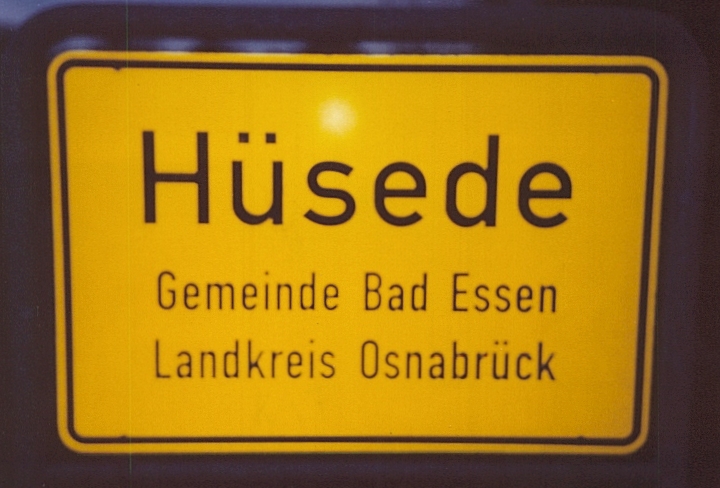 Hüsede
Gemeinde Bad Essen
Landkreis Osnabrück